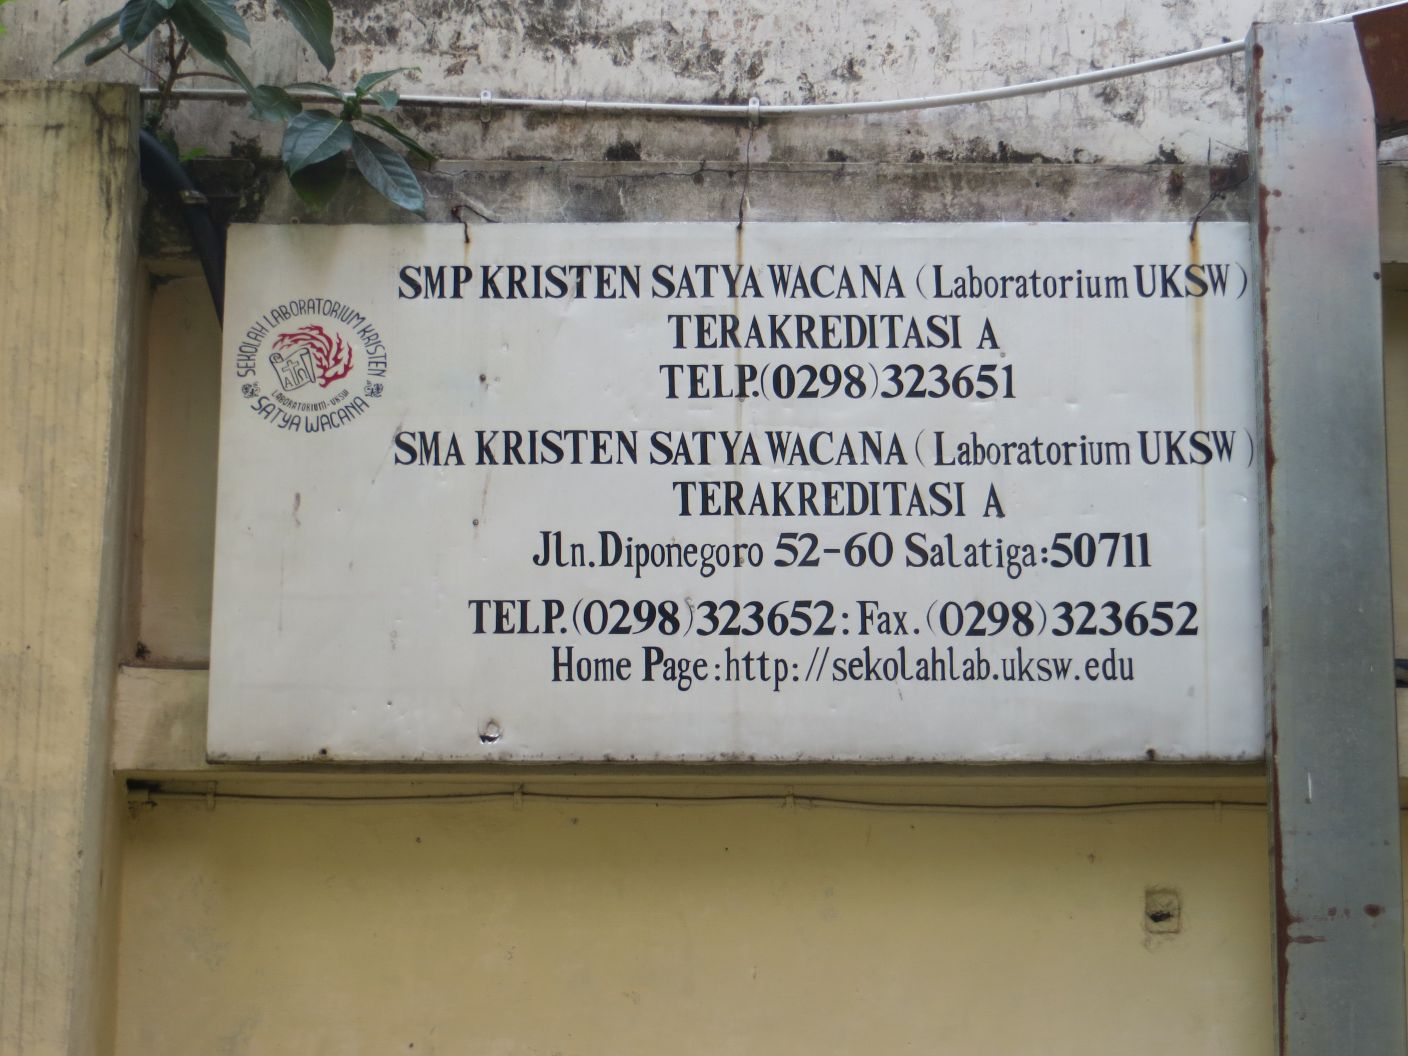 SEKOLAH LABORATORIUM KRISTEN
LABORATORIUM-UKSW
SATYA WACANA
SMP KRISTEN SATYA WACANA (Laboratorium UKSW)
TERAKREDITASI A
TELP.(0298)323651
SMA KRISTEN SATYA WACANA (Laboratorium UKSW)
TERAKREDITASI A
Jln.Diponegoro 52-60 Salatiga:50711
TELP.(0298)323652:Fax.(0298)323652
Home Page:http://sekolahlab.uksw.edu